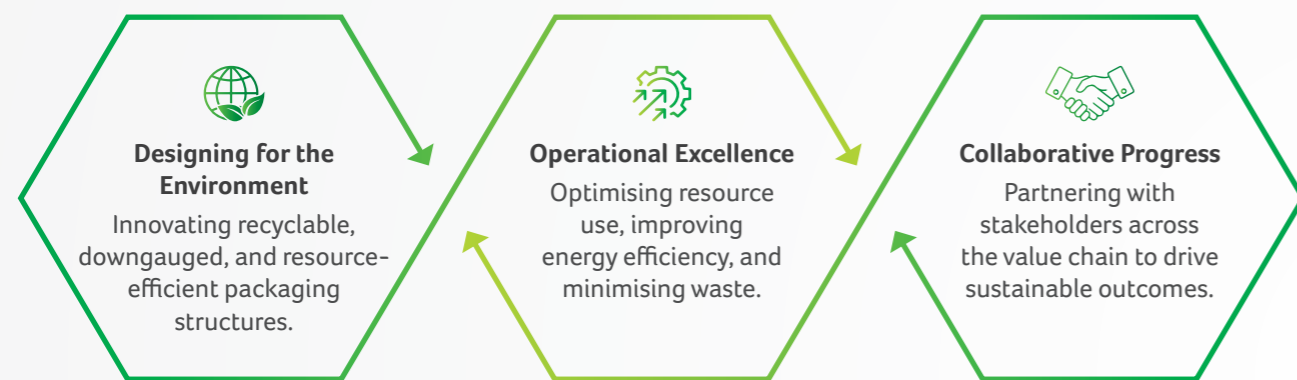 Designing for the
Environment
Innovating recyclable,
downgauged, and resource-
efficient packaging
structures.
Operational Excellence
Optimising resource
use, improving
energy efficiency, and
minimising waste.
Collaborative Progress
Partnering with
stakeholders across
the value chain to drive
sustainable outcomes.